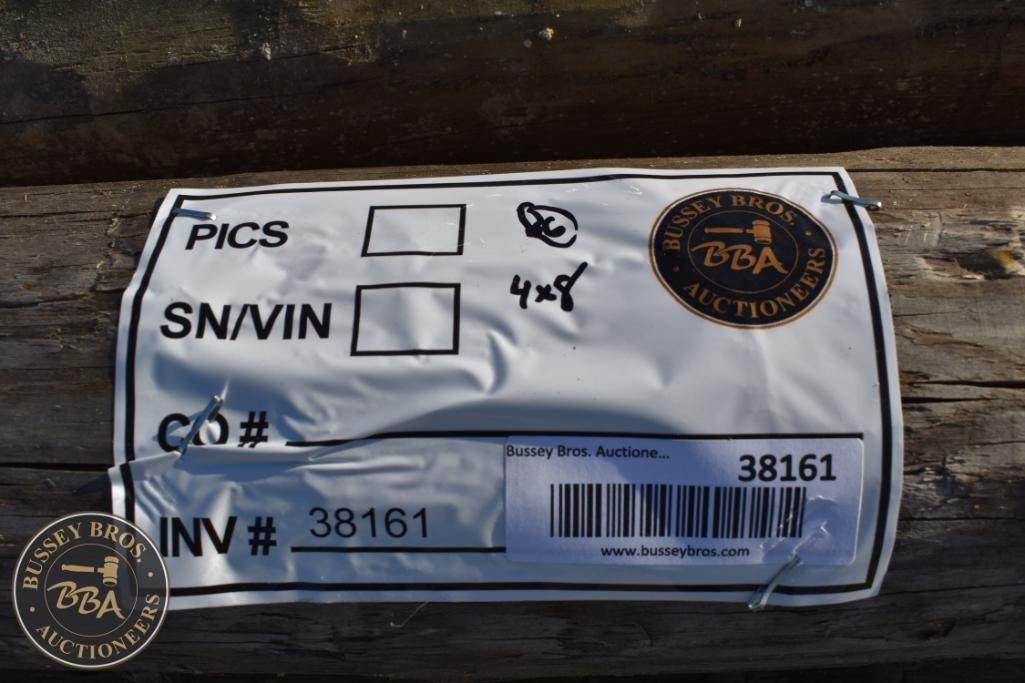 PICS
SN/VIN
4x8
CO #
INV # 38161
BUSSEY BROS.
BBA
AUCTIONEERS
Bussey Bros. Auctione...
38161
www.busseybros.com
BUSSEY BROS.
BBA
AUCTIONEERS